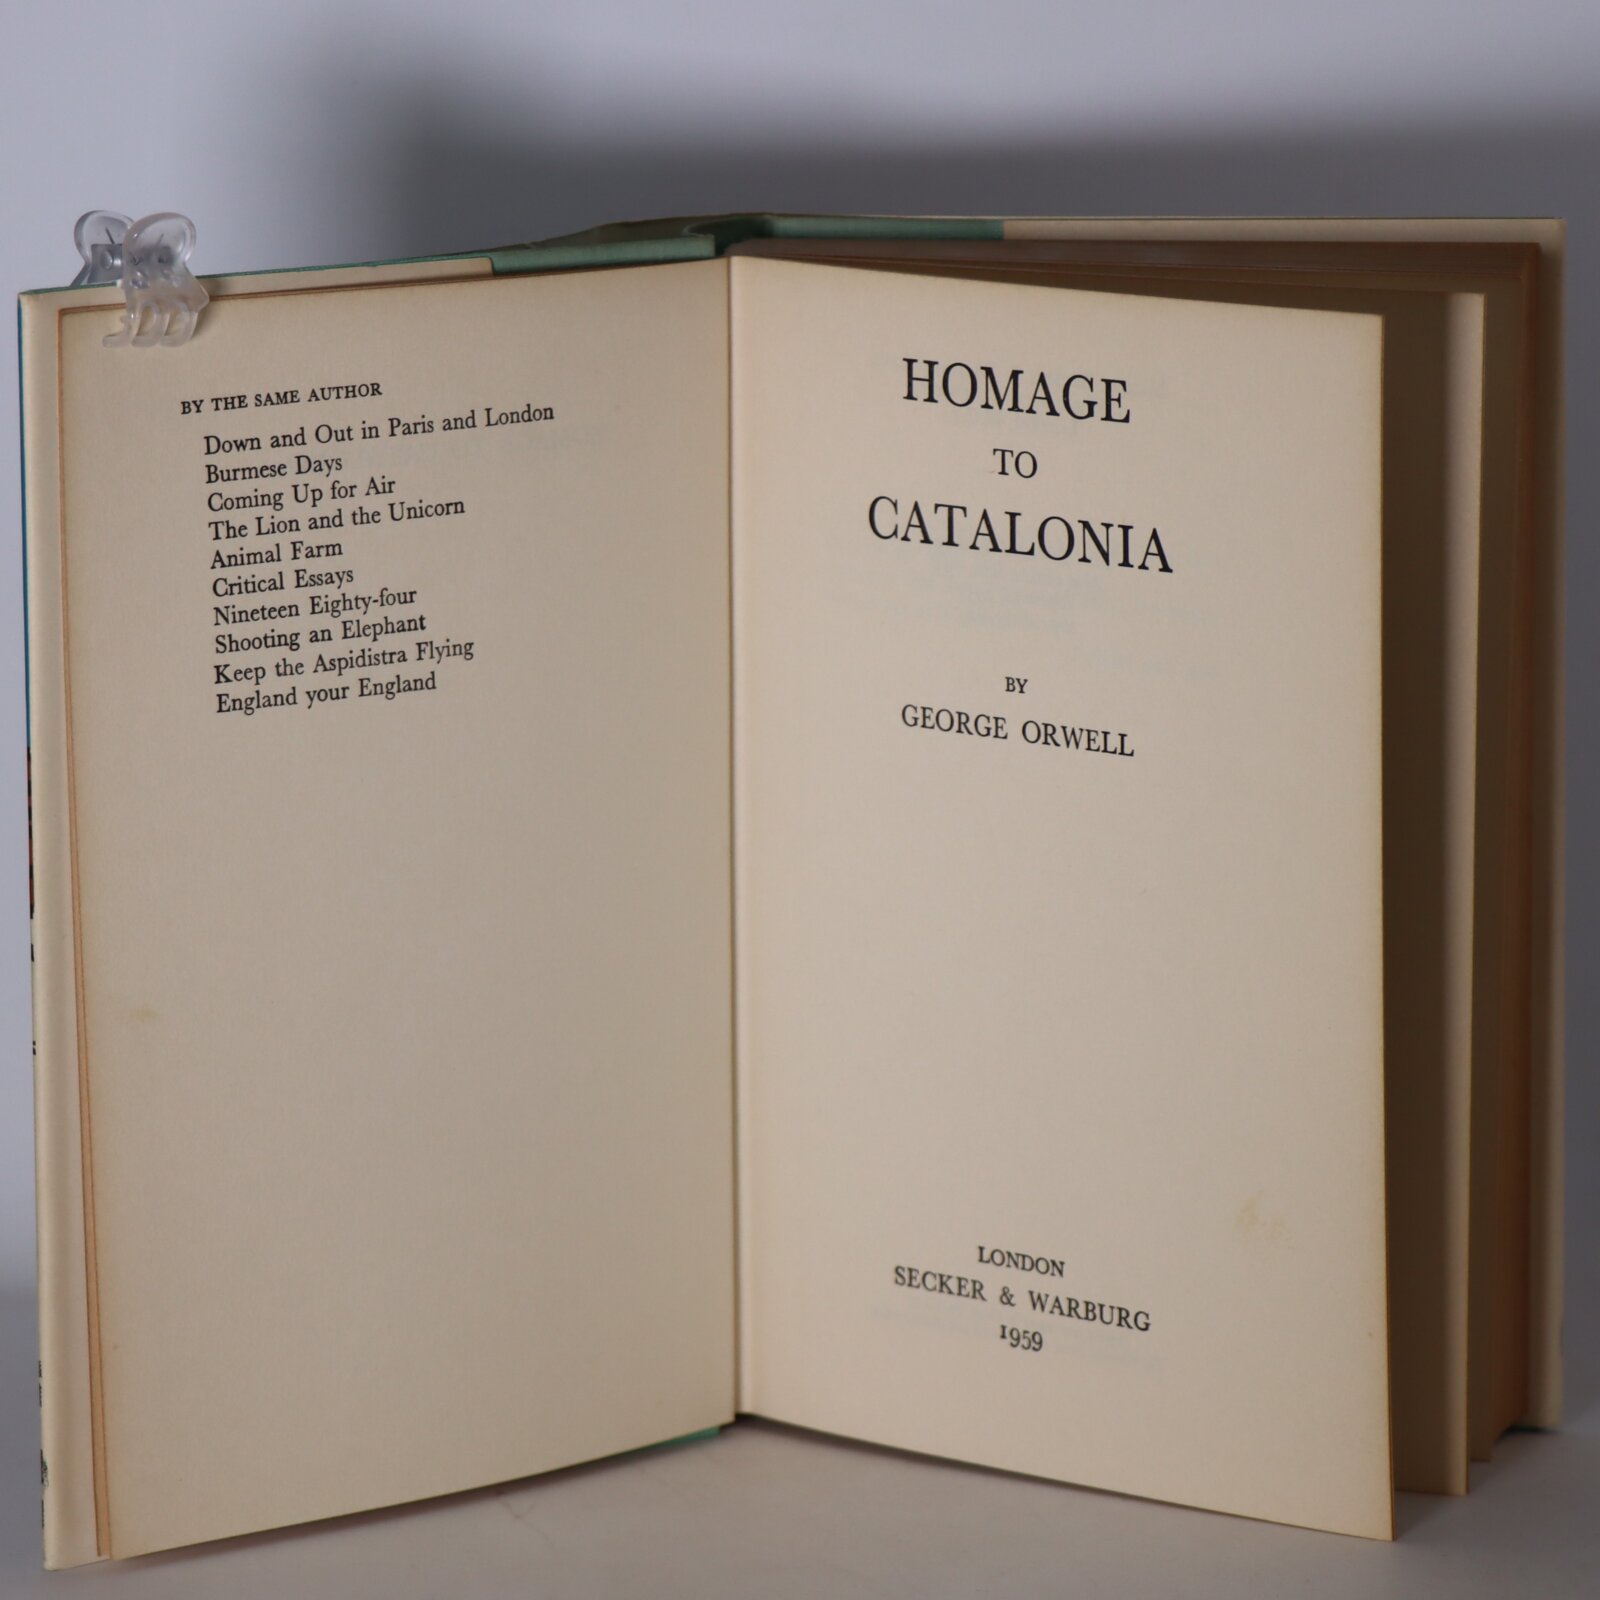 BY THE SAME AUTHOR
Down and Out in Paris and London
Burmese Days
Coming Up for Air
The Lion and the Unicorn
Animal Farm
Critical Essays
Nineteen Eighty-four
Shooting an Elephant
Keep the Aspidistra Flying
England your England
HOMAGE
TO
CATALONIA
BY
GEORGE ORWELL
LONDON
SECKER & WARBURG
1959